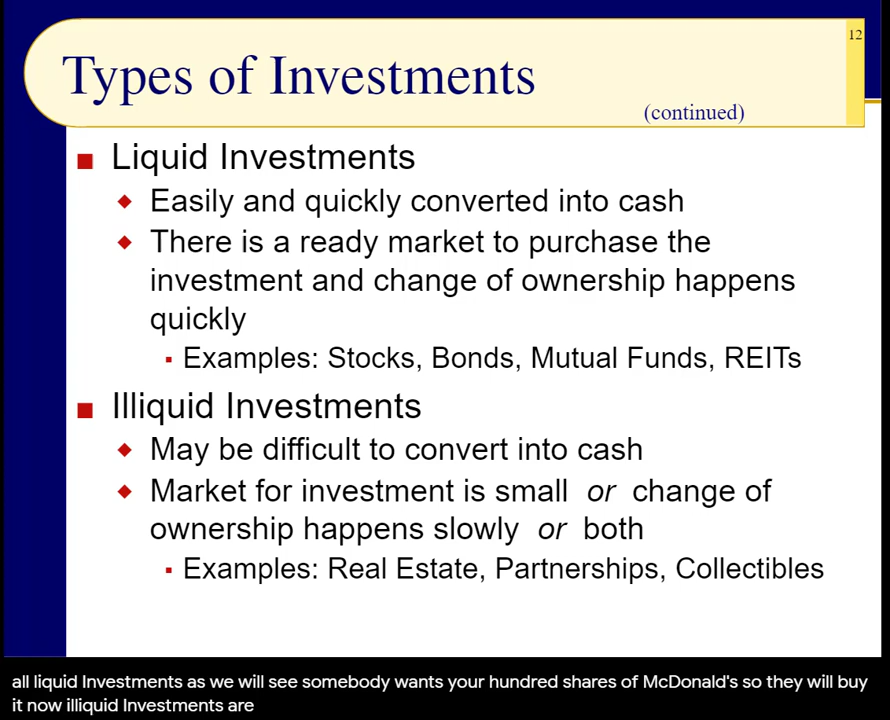 12
Types of Investments
(continued)
Liquid Investments
Easily and quickly converted into cash
There is a ready market to purchase the
investment and change of ownership happens
quickly
Examples: Stocks, Bonds, Mutual Funds, REITs
Illiquid Investments
May be difficult to convert into cash
Market for investment is small or change of
ownership happens slowly or both
Examples: Real Estate, Partnerships, Collectibles
all liquid Investments as we will see somebody wants your hundred shares of McDonald's so they will buy
it now illiquid Investments are